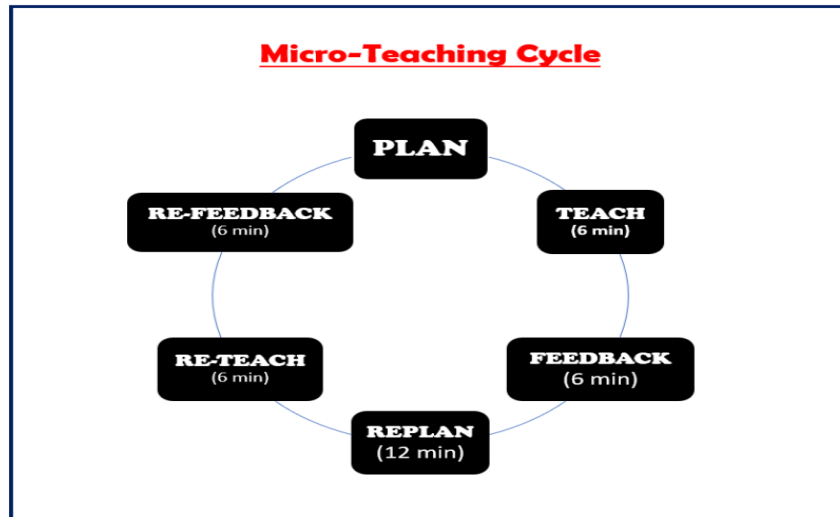 Micro-Teaching Cycle
PLAN
TEACH
(6 min)
FEEDBACK
(6 min)
REPLAN
(12 min)
RE-TEACH
(6 min)
RE-FEEDBACK
(6 min)